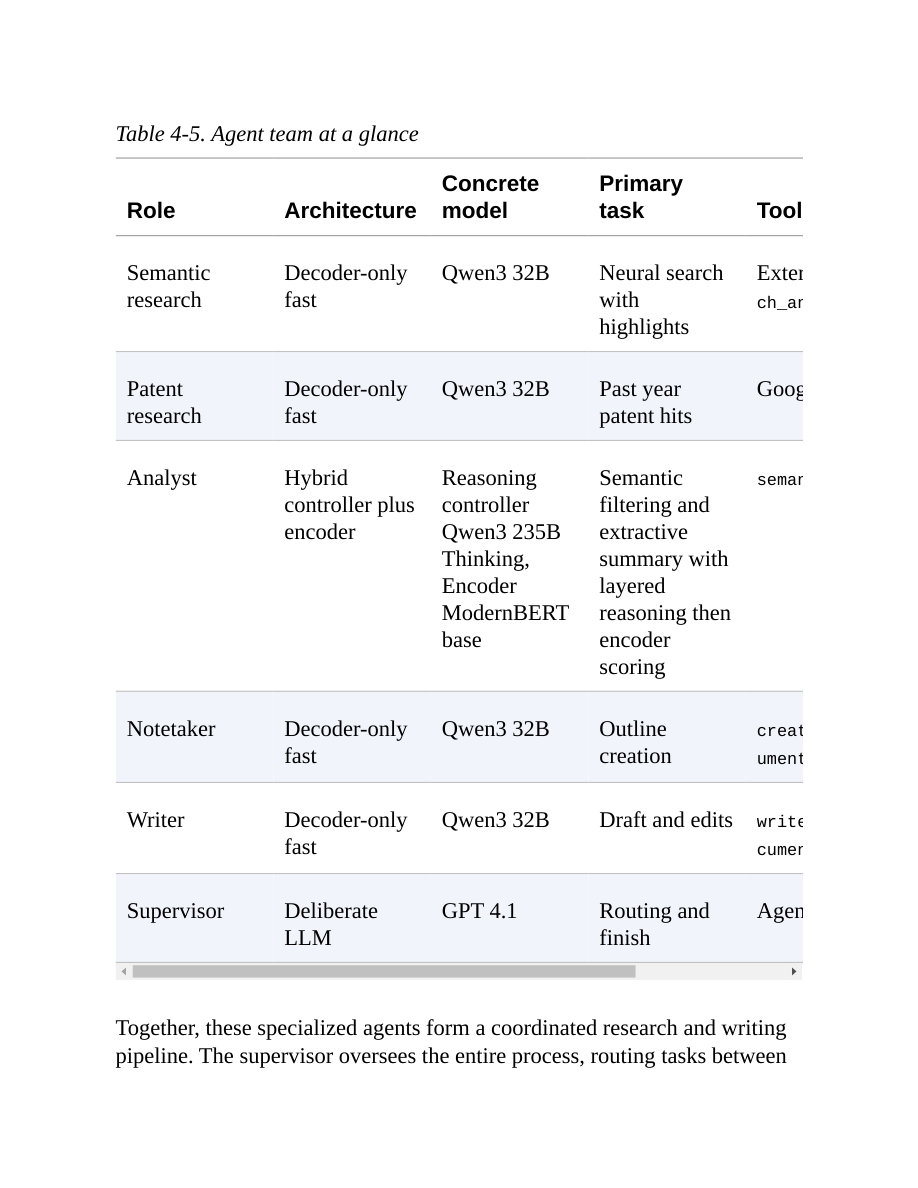 Table 4-5. Agent team at a glance
Role
Architecture
Concrete
model
Primary
task
Tool
Semantic
research
Decoder-only
fast
Qwen3 32B
Neural search
with
highlights
Exter
ch_ar
Patent
research
Decoder-only
fast
Qwen3 32B
Past year
patent hits
Goog
Analyst
Hybrid
controller plus
encoder
Reasoning
controller
Qwen3 235B
Thinking,
Encoder
ModernBERT
base
Semantic
filtering and
extractive
summary with
layered
reasoning then
encoder
scoring
semar
Notetaker
Decoder-only
fast
Qwen3 32B
Outline
creation
creat
ument
Writer
Decoder-only
fast
Qwen3 32B
Draft and edits
write
cumer
Supervisor
Deliberate
LLM
GPT 4.1
Routing and
finish
Agen
Together, these specialized agents form a coordinated research and writing
pipeline. The supervisor oversees the entire process, routing tasks between